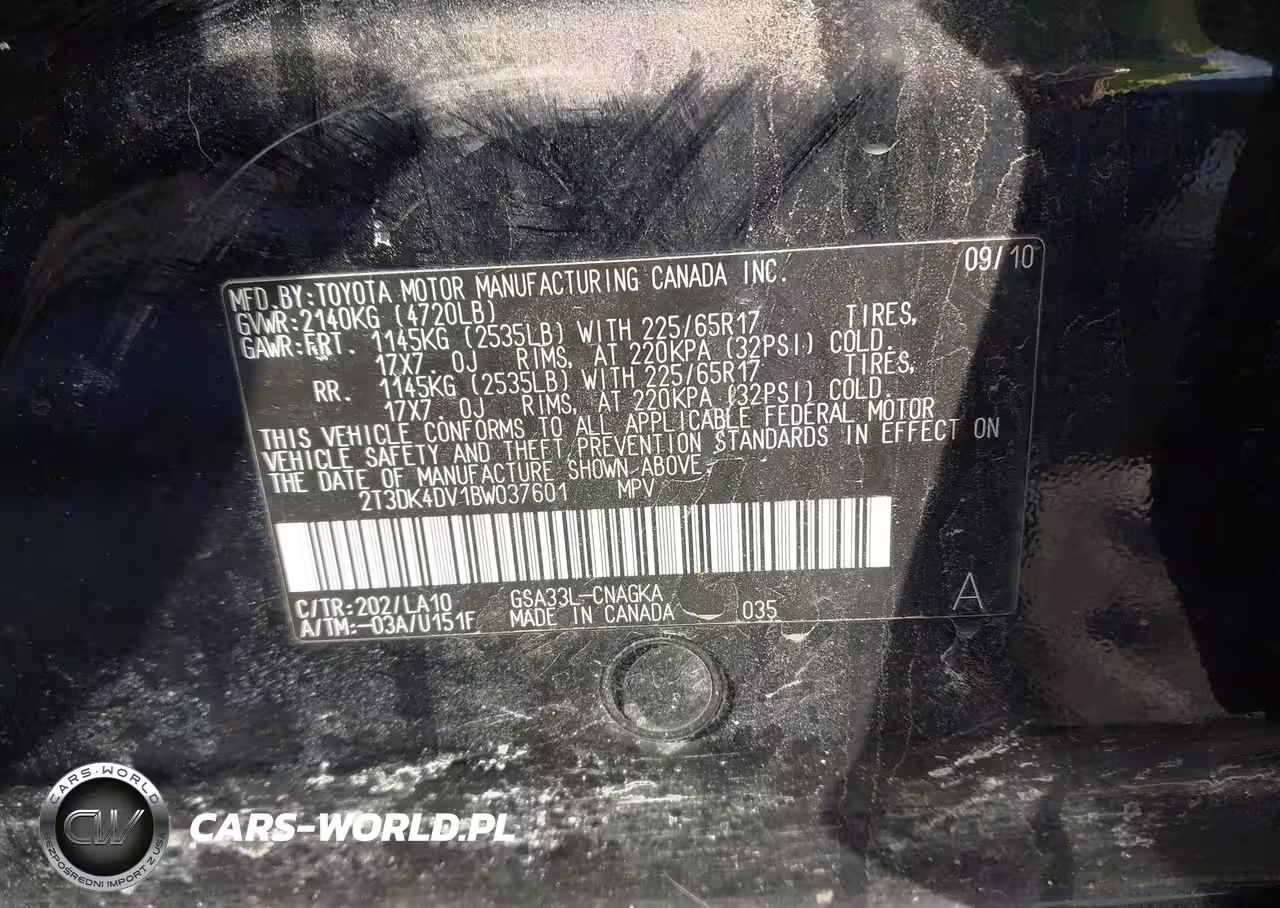 MFD. BY: TOYOTA MOTOR MANUFACTURING CANADA INC. 09/10
GVWR: 2140KG (4720LB)
GAWR: FRT. 1145KG (2535LB) WITH 225/65R17 TIRES,
17X7. 0J RIMS, AT 220KPA (32PSI) COLD.
RR. 1145KG (2535LB) WITH 225/65R17 TIRES,
17X7. 0J RIMS, AT 220KPA (32PSI) COLD.
THIS VEHICLE CONFORMS TO ALL APPLICABLE FEDERAL MOTOR
VEHICLE SAFETY AND THEFT PREVENTION STANDARDS IN EFFECT ON
THE DATE OF MANUFACTURE SHOWN ABOVE.
2T3DK4DV1BW037601 MPV
C/TR: 202/LA10 GSA33L-CNAGKA
A/TM: -03A/U151F MADE IN CANADA 035 A
CARS-WORLD
CW
BEZPOŚREDNI IMPORT Z USA
CARS-WORLD.PL